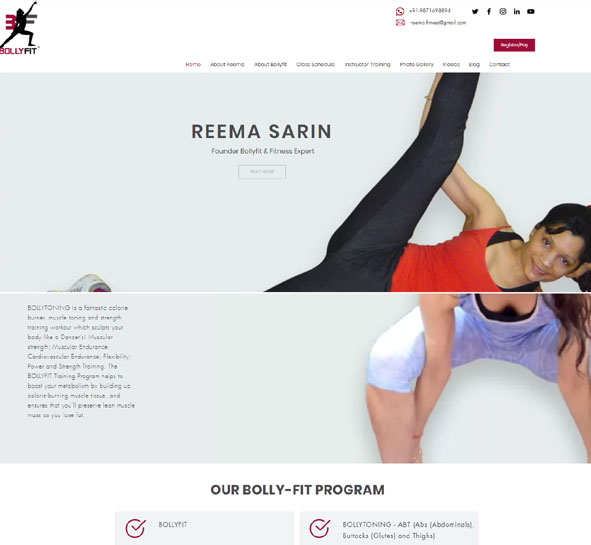 BF
BOLLYFIT
+91-9871698894
reema.fitness@gmail.com
Register/Pay
Home About Reema About Bollyfit Class Schedule Instructor Training Photo Gallery Videos Blog Contact
REEMA SARIN
Founder Bollyfit & Fitness Expert
READ MORE
BOLLYTONING is a fantastic calorie
burner, muscle toning and strength
training workout which sculpts your
body like a Dancer's! Muscular
strength; Muscular Endurance;
Cardiovascular Endurance; Flexibility;
Power and Strength Training. The
BOLLYFIT Training Program helps to
boost your metabolism by building up
calorie-burning muscle tissue, and
ensures that you'll preserve lean muscle
mass as you lose fat.
OUR BOLLY-FIT PROGRAM
BOLLYFIT
BOLLYTONING - ABT (Abs (Abdominals),
Buttocks (Glutes) and Thighs)